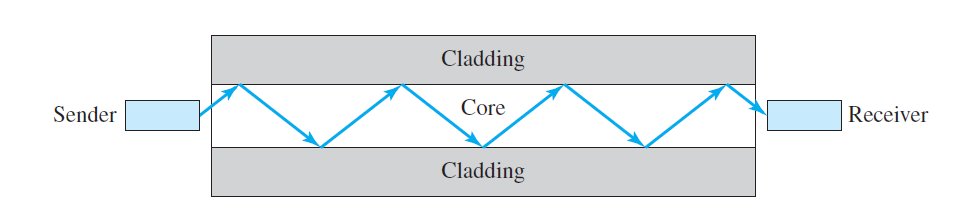 Cladding
Sender
Core
Receiver
Cladding